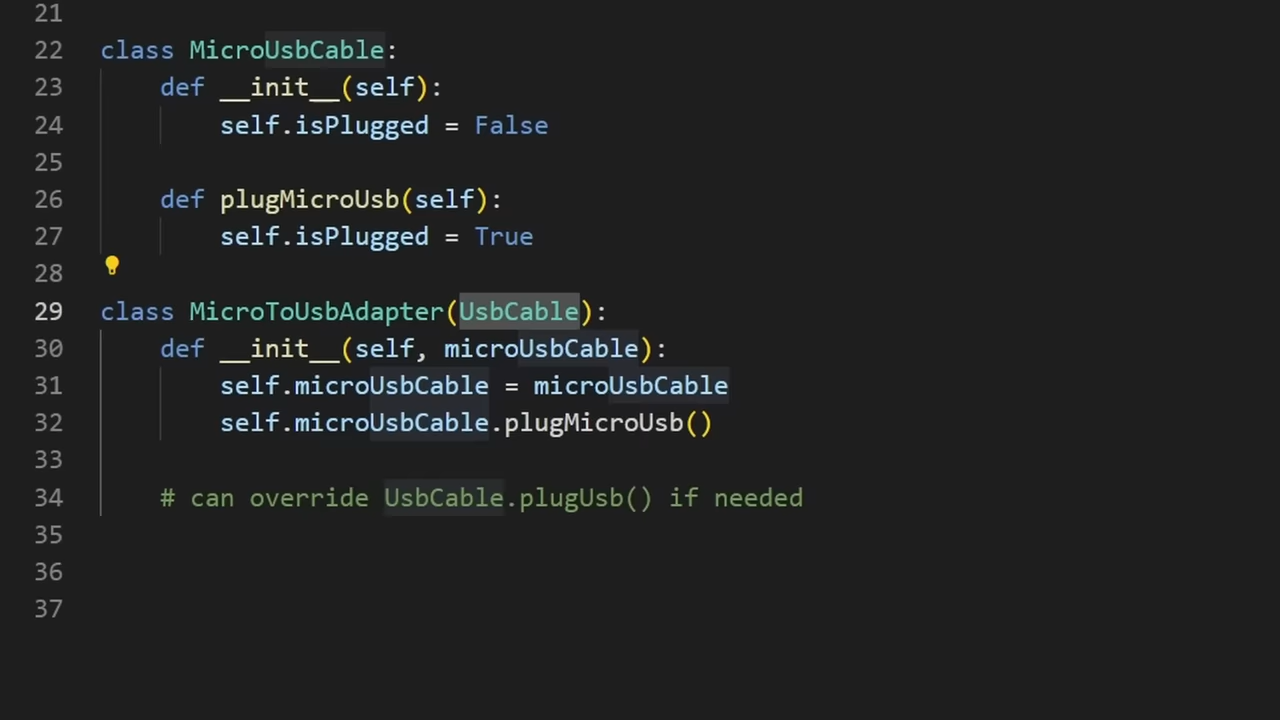 21
22 class MicroUsbCable:
23     def __init__(self):
24         self.isPlugged = False
25
26     def plugMicroUsb(self):
27         self.isPlugged = True
28
29 class MicroToUsbAdapter(UsbCable):
30     def __init__(self, microUsbCable):
31         self.microUsbCable = microUsbCable
32         self.microUsbCable.plugMicroUsb()
33
34     # can override UsbCable.plugUsb() if needed
35
36
37